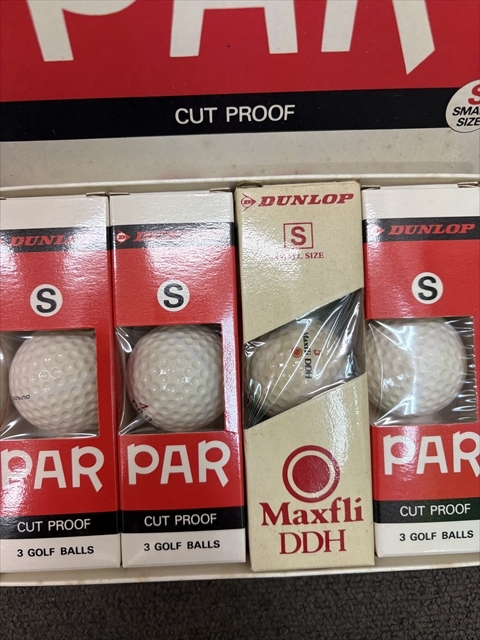 PAR
CUT PROOF
S
SMALL
SIZE
DUNLOP
S
PAR
CUT PROOF
3 GOLF BALLS
DUNLOP
S
PAR
CUT PROOF
3 GOLF BALLS
DUNLOP
S
SMALL SIZE
Maxfli
DDH
DUNLOP
S
PAR
CUT PROOF
3 GOLF BALLS